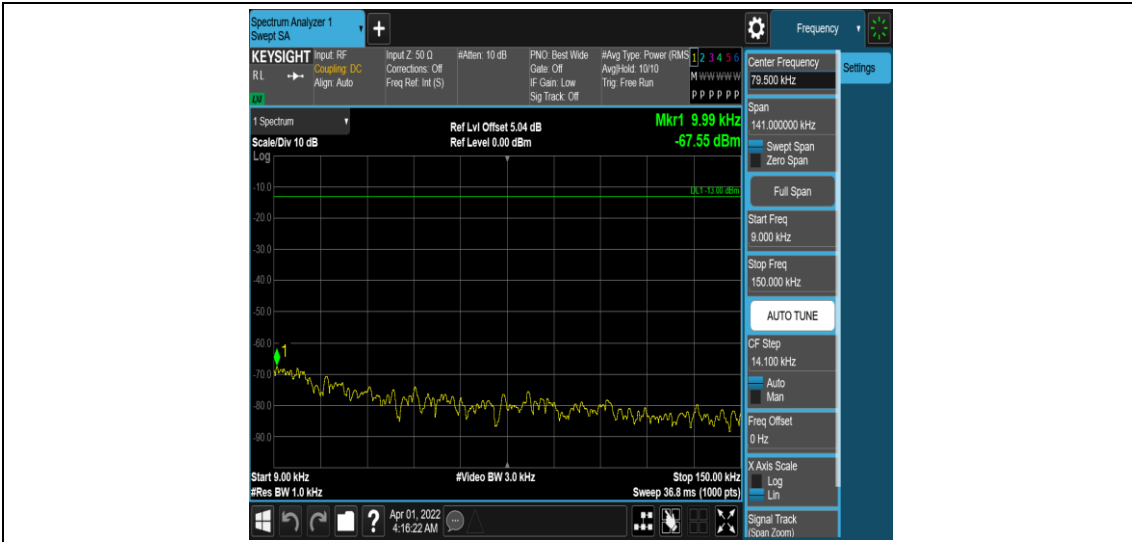 Spectrum Analyzer 1
Swept SA
+
Frequency
KEYSIGHT
RL
LXI
Input: RF
Coupling: DC
Align: Auto
Input Z: 50 Ω
Corrections: Off
Freq Ref: Int (S)
#Atten: 10 dB
PNO: Best Wide
Gate: Off
IF Gain: Low
Sig Track: Off
#Avg Type: Power (RMS
Avg|Hold: 10/10
Trig: Free Run
1 2 3 4 5 6
M W W W W W
P P P P P P
1 Spectrum
Scale/Div 10 dB
Log
Ref Lvl Offset 5.04 dB
Ref Level 0.00 dBm
Mkr1 9.99 kHz
-67.55 dBm
DL1 -13.00 dBm
-10.0
-20.0
-30.0
-40.0
-50.0
-60.0
-70.0
-80.0
-90.0
1
Start 9.00 kHz
#Res BW 1.0 kHz
#Video BW 3.0 kHz
Stop 150.00 kHz
Sweep 36.8 ms (1000 pts)
Center Frequency
79.500 kHz
Settings
Span
141.000000 kHz
Swept Span
Zero Span
Full Span
Start Freq
9.000 kHz
Stop Freq
150.000 kHz
AUTO TUNE
CF Step
14.100 kHz
Auto
Man
Freq Offset
0 Hz
X Axis Scale
Log
Lin
Signal Track
(Span Zoom)
?
Apr 01, 2022
4:16:22 AM